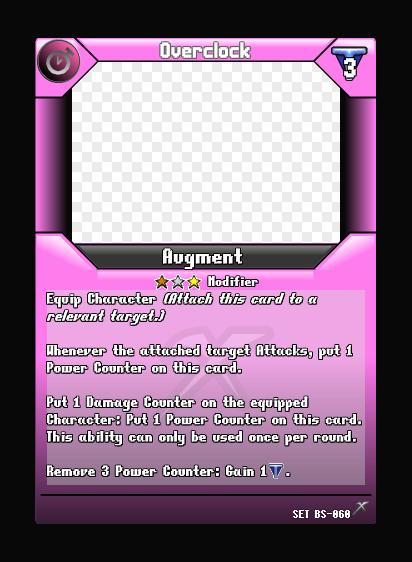 Overclock
3
Augment
Modifier
Equip Character (Attach this card to a
relevant target.)
Whenever the attached target Attacks, put 1
Power Counter on this card.
Put 1 Damage Counter on the equipped
Character: Put 1 Power Counter on this card.
This ability can only be used once per round.
Remove 3 Power Counter: Gain 1 .
SET BS-060